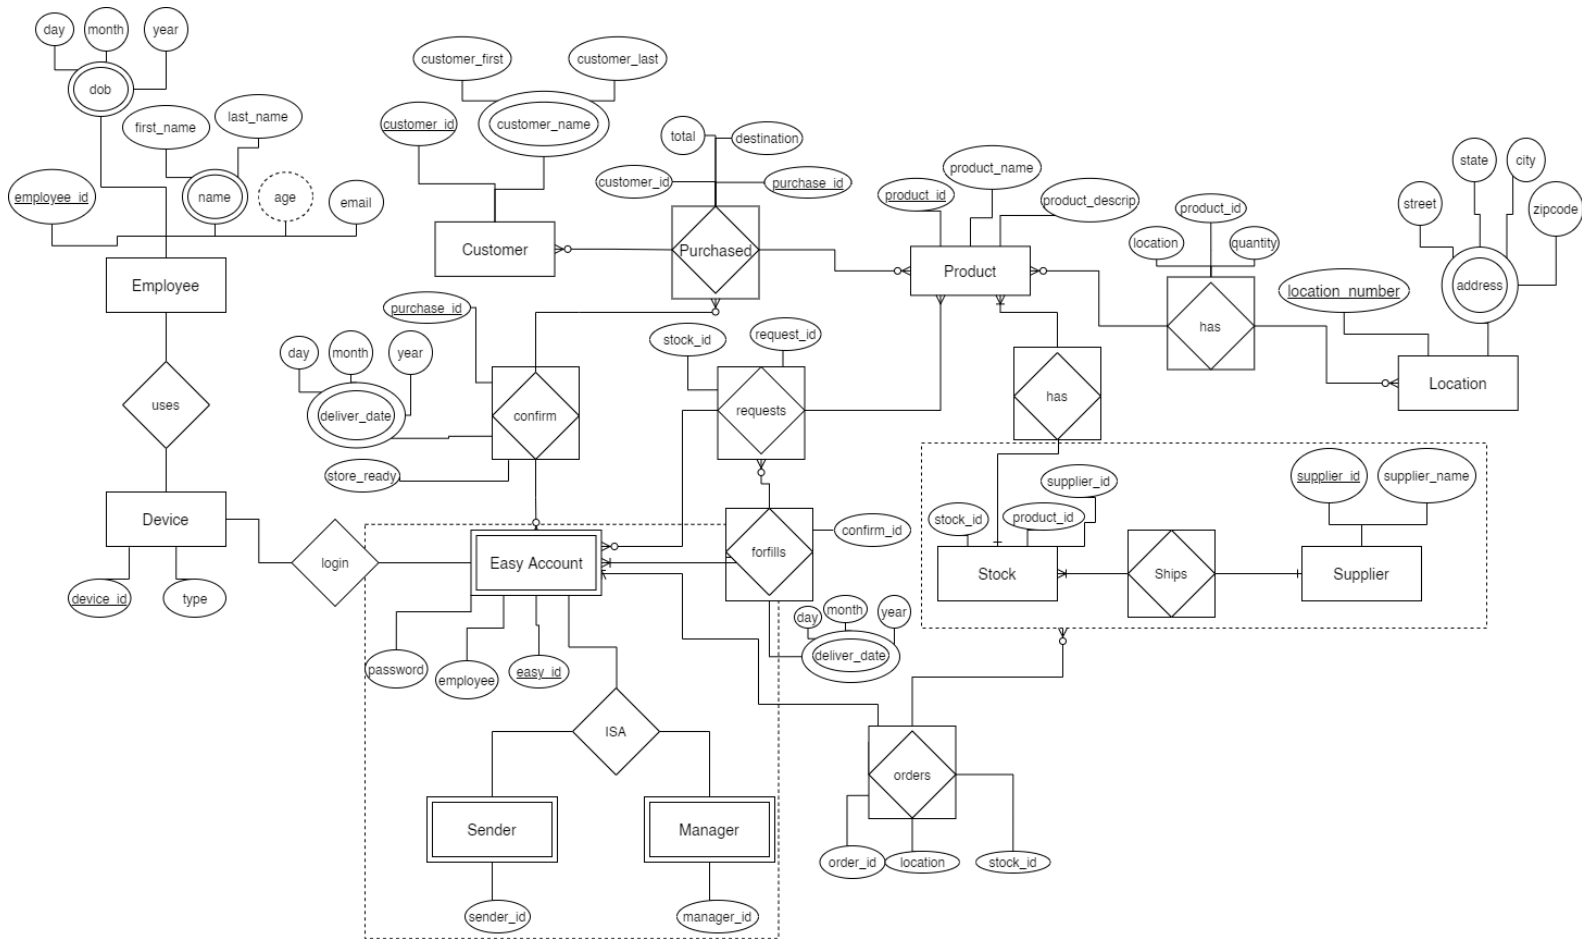 day
month
year
dob
first_name
last_name
employee_id
name
age
email
Employee
uses
Device
device_id
type
login
customer_first
customer_last
customer_id
customer_name
Customer
total
destination
customer_id
purchase_id
Purchased
product_id
product_name
product_descrip
Product
location
product_id
quantity
has
location_number
street
state
city
zipcode
address
Location
purchase_id
day
month
year
deliver_date
store_ready
confirm
stock_id
request_id
requests
has
forfills
confirm_id
day
month
year
deliver_date
Easy Account
password
employee
easy_id
ISA
Sender
Manager
sender_id
manager_id
stock_id
product_id
supplier_id
Stock
Ships
supplier_id
supplier_name
Supplier
orders
order_id
location
stock_id